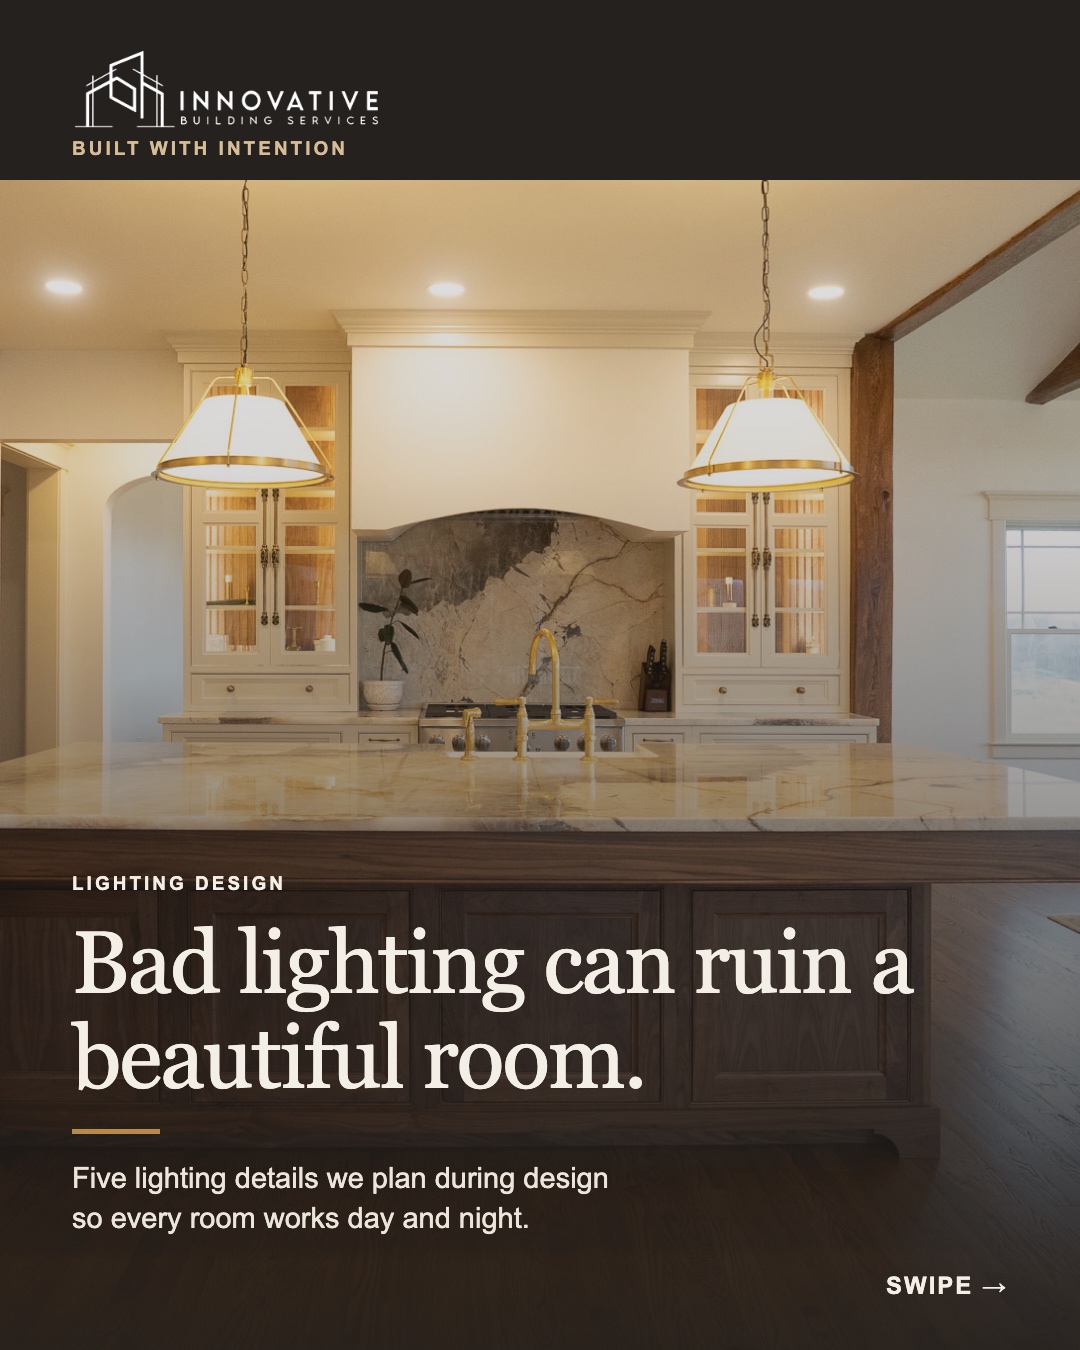 INNOVATIVE
BUILDING SERVICES
BUILT WITH INTENTION
LIGHTING DESIGN
Bad lighting can ruin a
beautiful room.
Five lighting details we plan during design
so every room works day and night.
SWIPE →